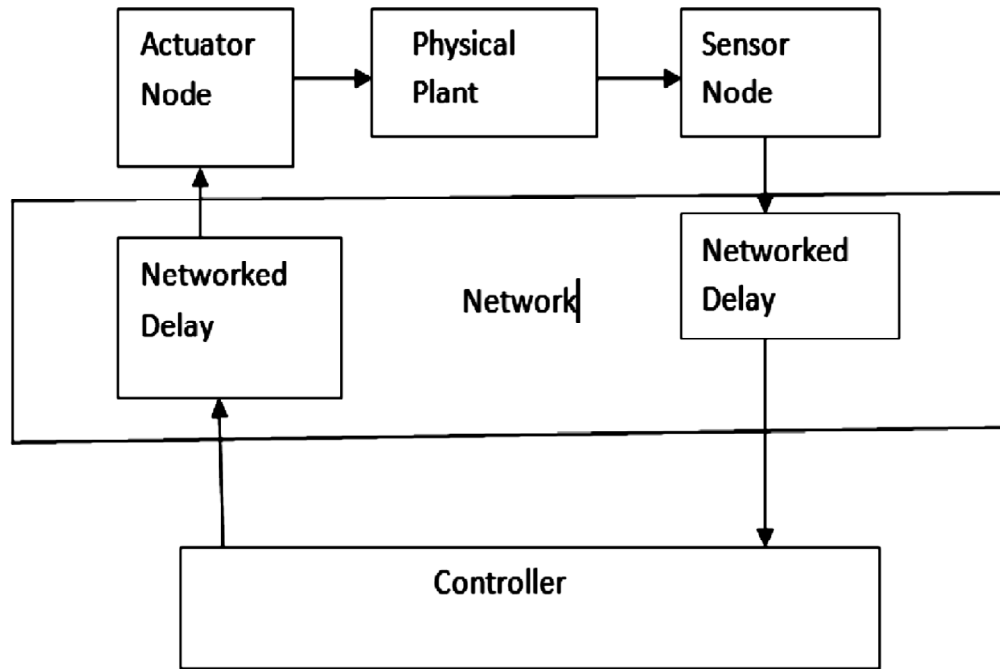 Actuator
Node
Physical
Plant
Sensor
Node
Networked
Delay
Network
Networked
Delay
Controller